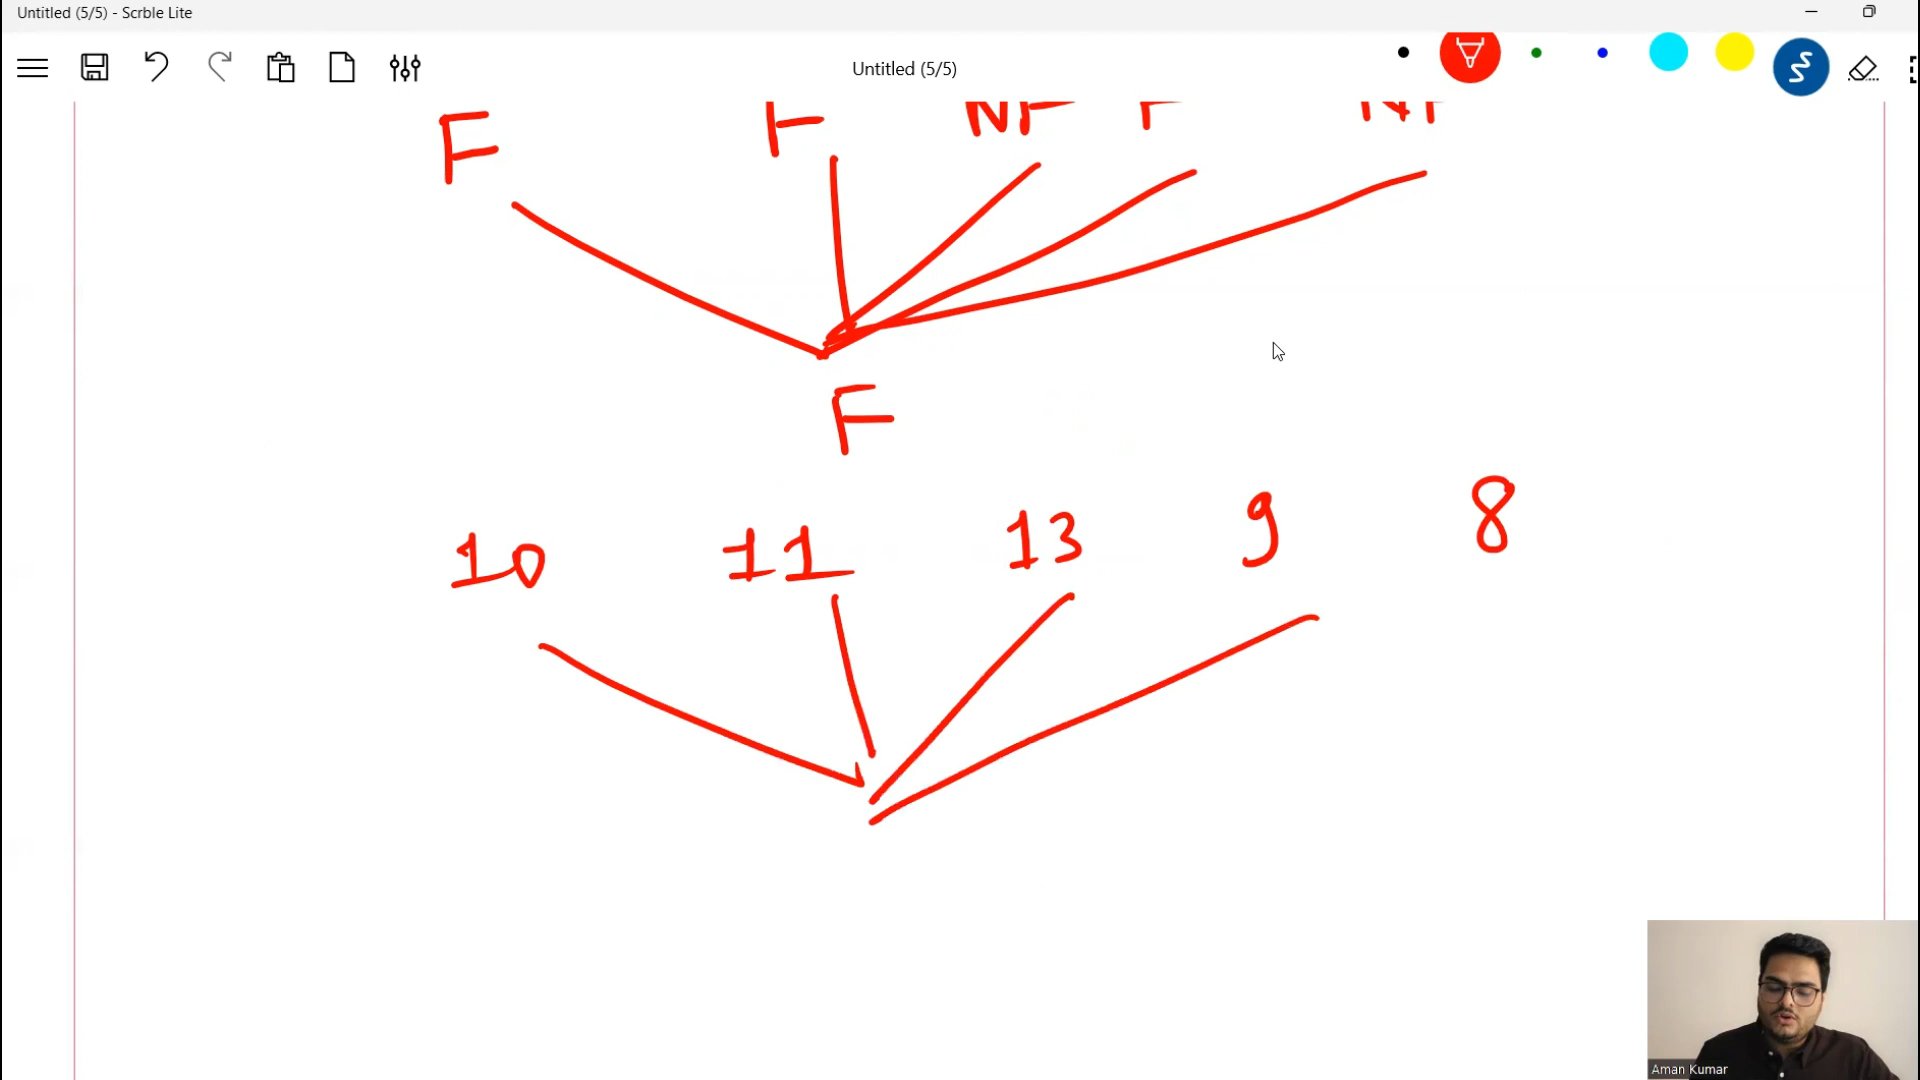 Untitled (5/5) - Scrble Lite
Untitled (5/5)
F F NF F NF
F
10 11 13 9 8
Aman Kumar